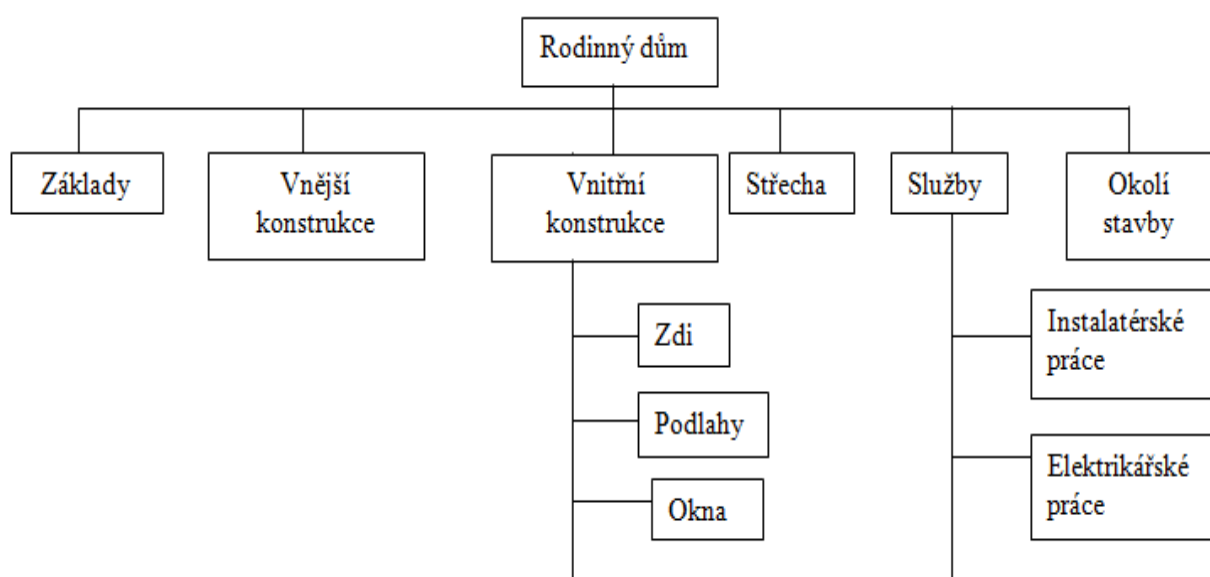 Rodinný dům
Základy
Vnější
konstrukce
Vnitřní
konstrukce
Střecha
Služby
Okolí
stavby
Zdi
Podlahy
Okna
Instalatérské
práce
Elektrikářské
práce